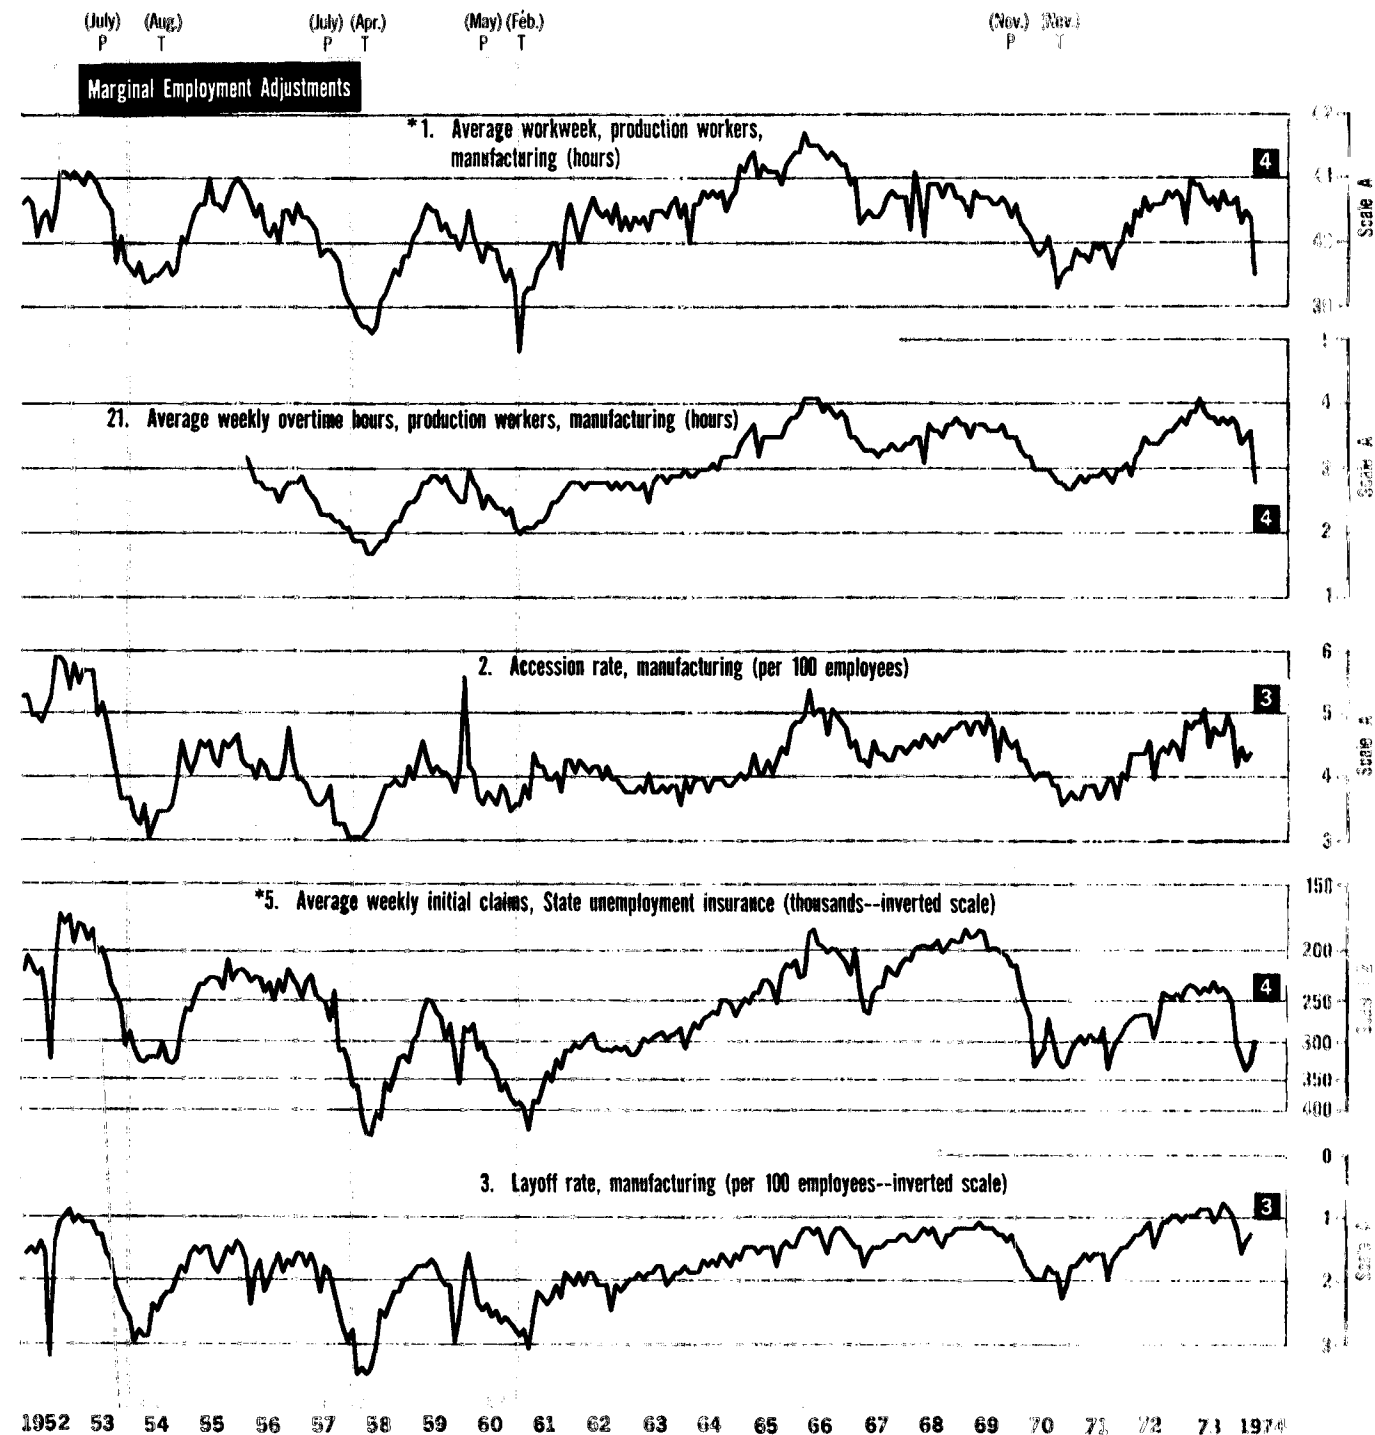 (July) (Aug.) (July) (Apr.) (May) (Feb.) (Nov.) (Nov.)
P T P T P T P T
Marginal Employment Adjustments
*1. Average workweek, production workers,
manufacturing (hours)
4
42
41
40
39
Scale A
21. Average weekly overtime hours, production workers, manufacturing (hours)
4
4
3
2
1
Scale A
2. Accession rate, manufacturing (per 100 employees)
3
6
5
4
3
Scale A
*5. Average weekly initial claims, State unemployment insurance (thousands--inverted scale)
4
150
200
250
300
350
400
3. Layoff rate, manufacturing (per 100 employees--inverted scale)
3
0
1
2
3
1952 53 54 55 56 57 58 59 60 61 62 63 64 65 66 67 68 69 70 71 72 73 1974